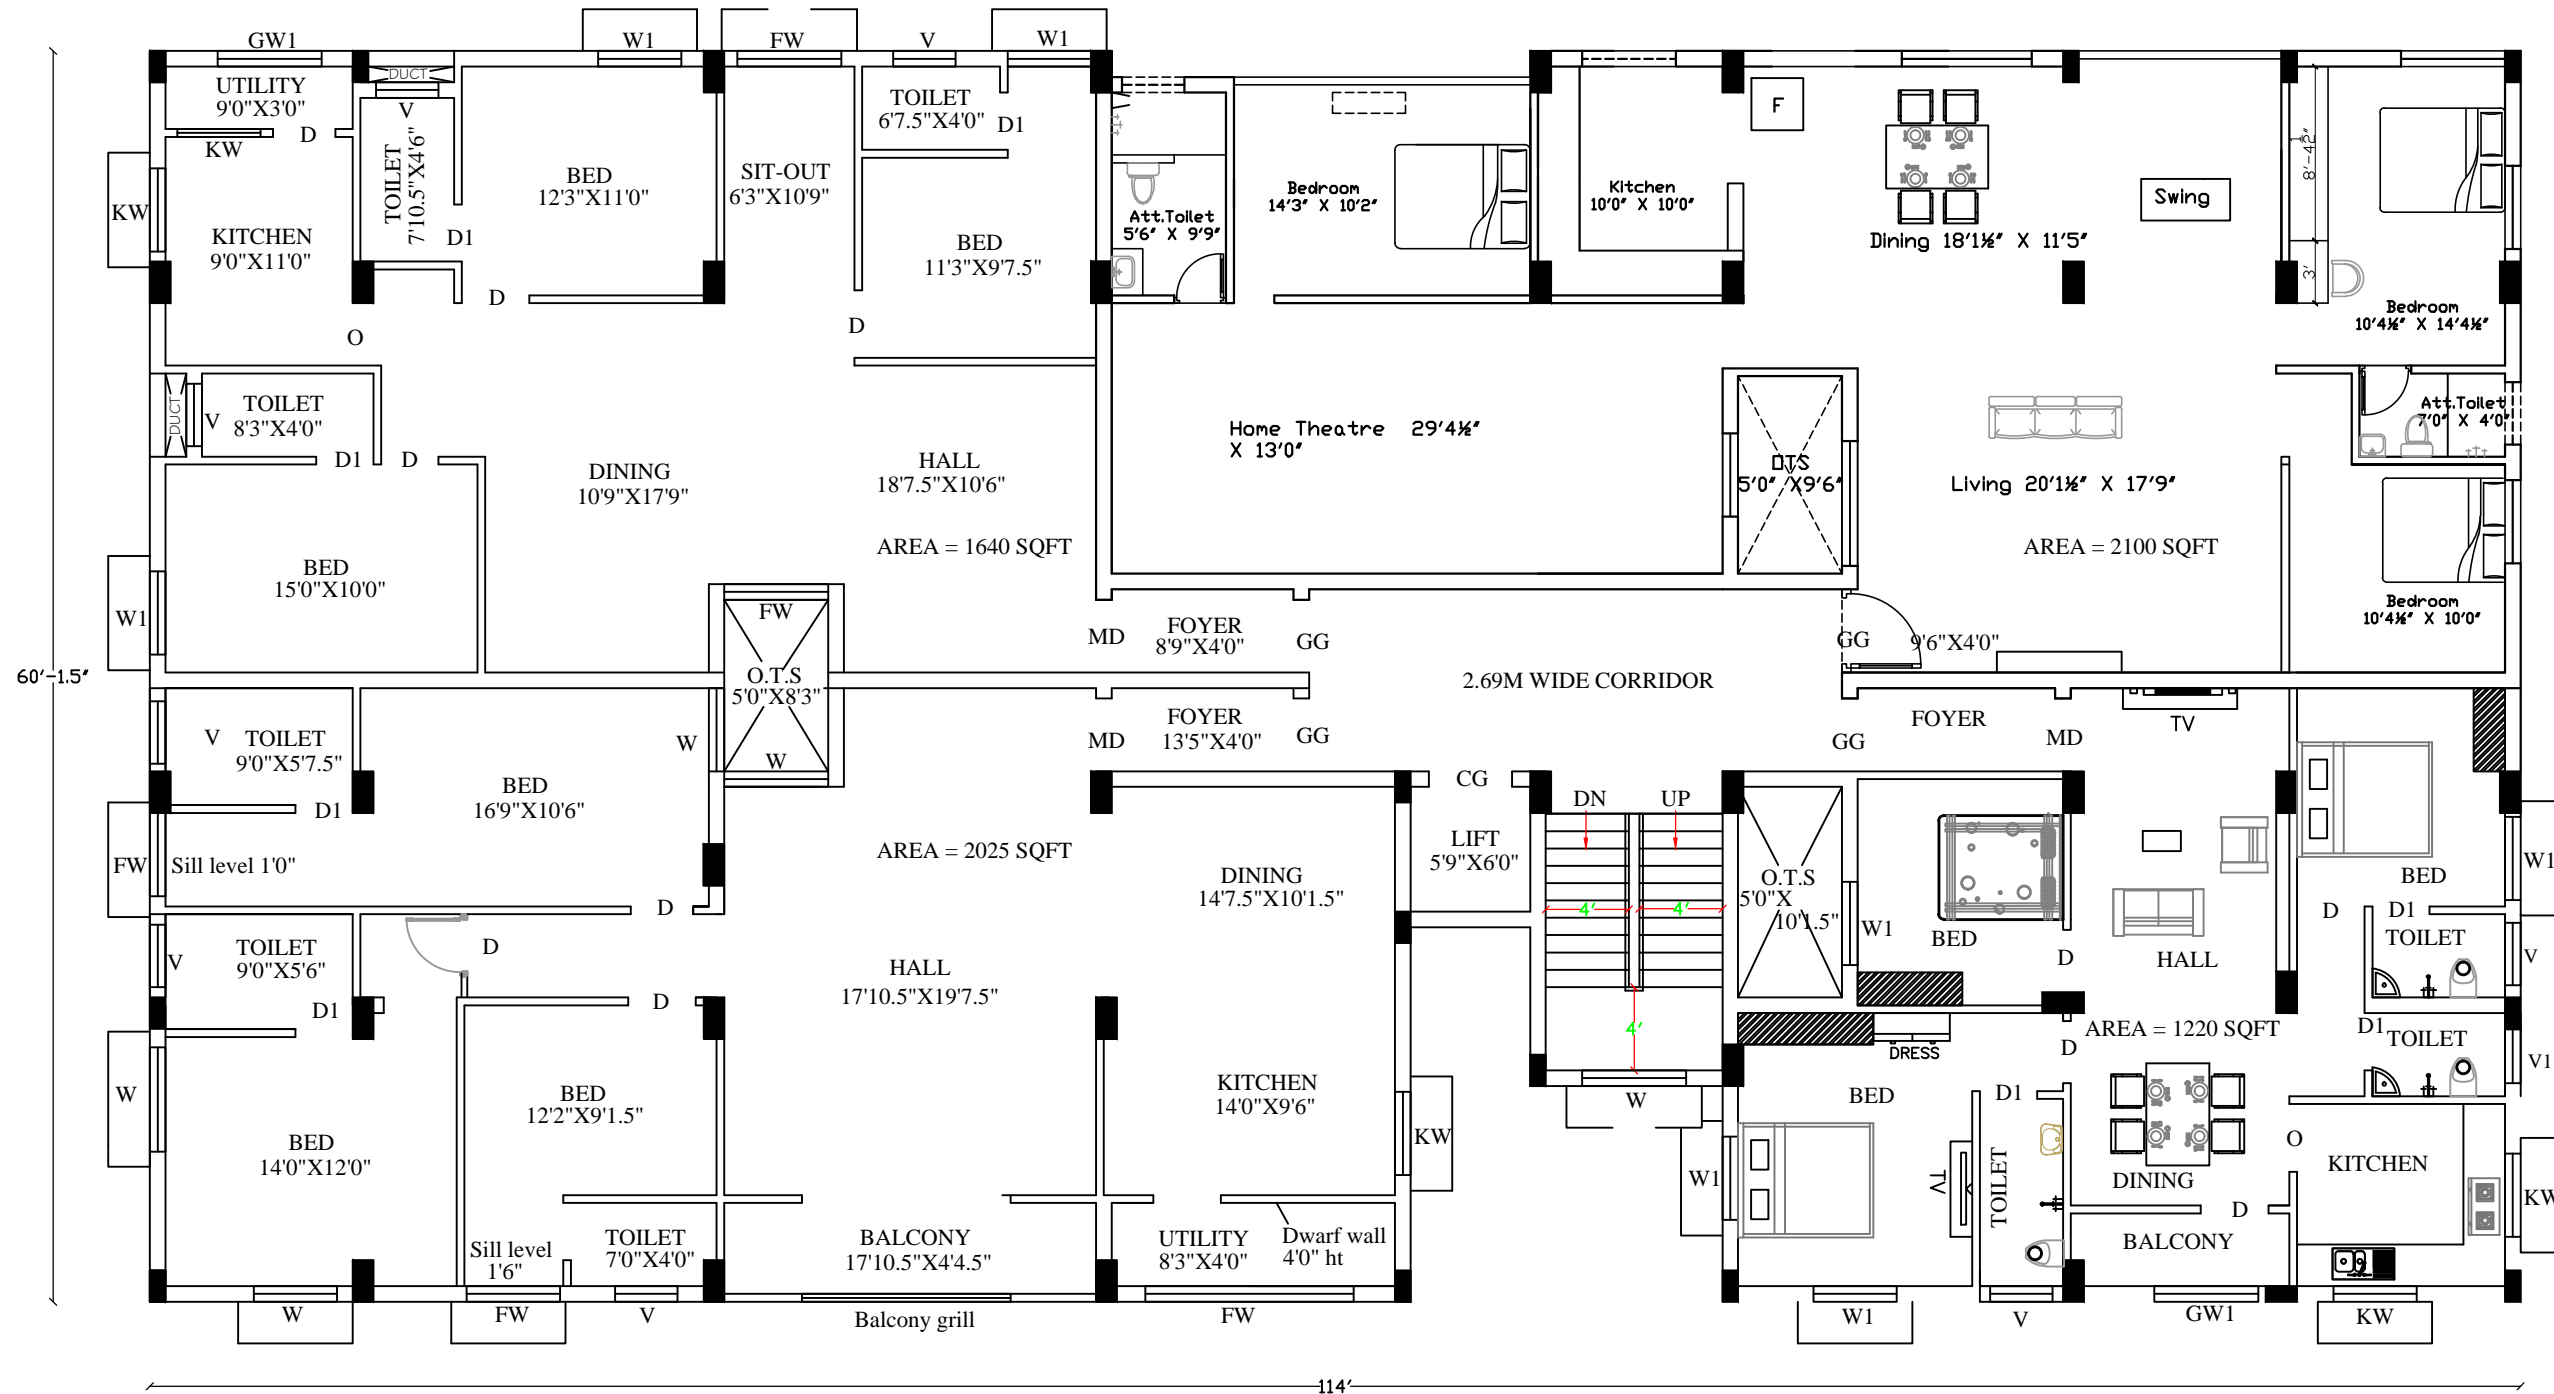 GW1
W1
FW
V
W1
UTILITY
9'0"X3'0"
DUCT
V
KW
D
TOILET
7'10.5"X4'6"
BED
12'3"X11'0"
SIT-OUT
6'3"X10'9"
TOILET
6'7.5"X4'0"
D1
KW
KITCHEN
9'0"X11'0"
D1
D
BED
11'3"X9'7.5"
D
O
Att.Toilet
5'6" X 9'9"
Bedroom
14'3" X 10'2"
Kitchen
10'0" X 10'0"
F
Dining 18'1½" X 11'5"
Swing
8'-4½"
3'
Bedroom
10'4½" X 14'4½"
DUCT
V
TOILET
8'3"X4'0"
D1
D
DINING
10'9"X17'9"
HALL
18'7.5"X10'6"
AREA = 1640 SQFT
Home Theatre 29'4½"
X 13'0"
OTS
5'0" X9'6"
Living 20'1½" X 17'9"
AREA = 2100 SQFT
Att.Toilet
7'0" X 4'0"
BED
15'0"X10'0"
W1
FW
O.T.S
5'0"X8'3"
W
MD
FOYER
8'9"X4'0"
GG
GG
9'6"X4'0"
Bedroom
10'4½" X 10'0"
60'-1.5"
2.69M WIDE CORRIDOR
V
TOILET
9'0"X5'7.5"
D1
W
BED
16'9"X10'6"
MD
FOYER
13'5"X4'0"
GG
GG
FOYER
MD
TV
CG
DN
UP
LIFT
5'9"X6'0"
FW
Sill level 1'0"
D
AREA = 2025 SQFT
DINING
14'7.5"X10'1.5"
4'
4'
4'
O.T.S
5'0"X
10'1.5"
W1
BED
D
HALL
BED
W1
D
D1
TOILET
V
V
TOILET
9'0"X5'6"
D1
D
D
HALL
17'10.5"X19'7.5"
DRESS
D
AREA = 1220 SQFT
D1
TOILET
V1
W
BED
14'0"X12'0"
BED
12'2"X9'1.5"
KITCHEN
14'0"X9'6"
KW
W
W1
BED
D1
TV
TOILET
DINING
O
KITCHEN
KW
D
BALCONY
Sill level
1'6"
TOILET
7'0"X4'0"
BALCONY
17'10.5"X4'4.5"
UTILITY
8'3"X4'0"
Dwarf wall
4'0" ht
W
FW
V
Balcony grill
FW
W1
V
GW1
KW
114'